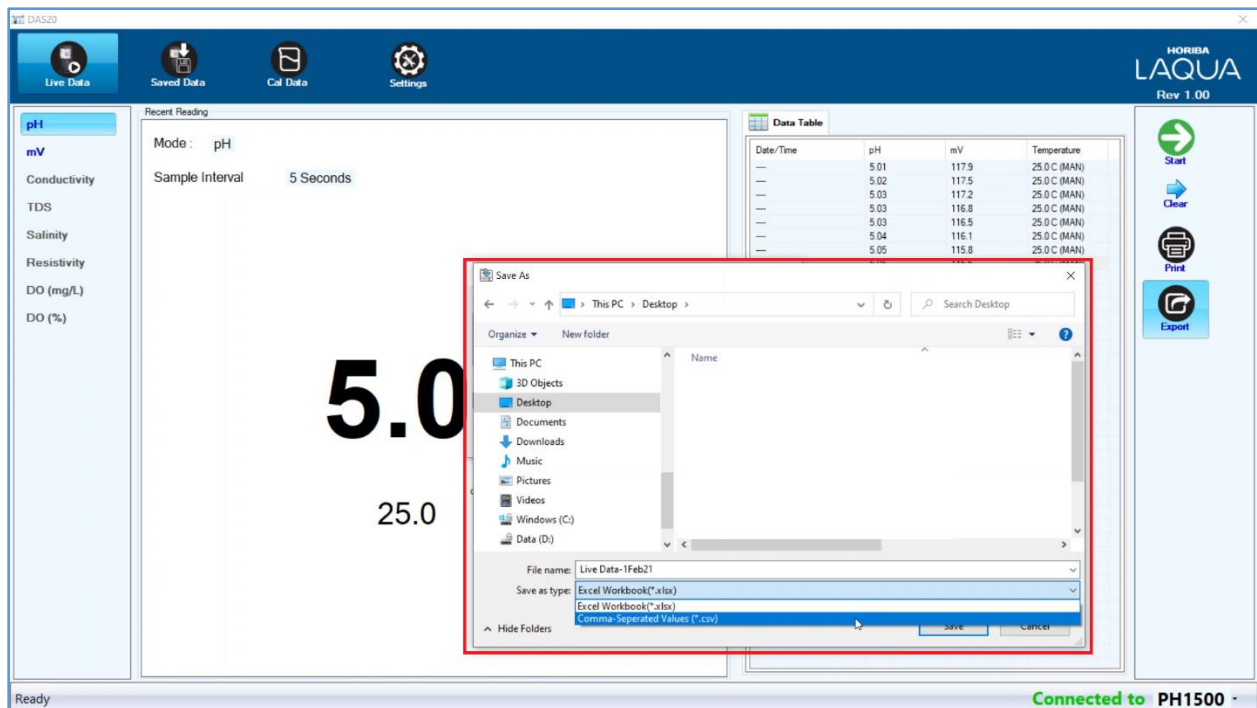 DAS20
Live Data
Saved Data
Cal Data
Settings
HORIBA
LAQUA
Rev 1.00
pH
mV
Conductivity
TDS
Salinity
Resistivity
DO (mg/L)
DO (%)
Recent Reading
Mode : pH
Sample Interval 5 Seconds
5.0
25.0
Data Table
Date/Time pH mV Temperature
--- 5.01 117.9 25.0 C (MAN)
--- 5.02 117.5 25.0 C (MAN)
--- 5.03 117.2 25.0 C (MAN)
--- 5.03 116.8 25.0 C (MAN)
--- 5.03 116.5 25.0 C (MAN)
--- 5.04 116.1 25.0 C (MAN)
--- 5.05 115.8 25.0 C (MAN)
Start
Clear
Print
Export
Save As
This PC > Desktop >
Search Desktop
Organize
New folder
This PC
3D Objects
Desktop
Documents
Downloads
Music
Pictures
Videos
Windows (C:)
Data (D:)
Name
File name: Live Data-1Feb21
Save as type: Excel Workbook(*.xlsx)
Excel Workbook(*.xlsx)
Comma-Seperated Values (*.csv)
Hide Folders
Save
Cancel
Ready
Connected to PH1500